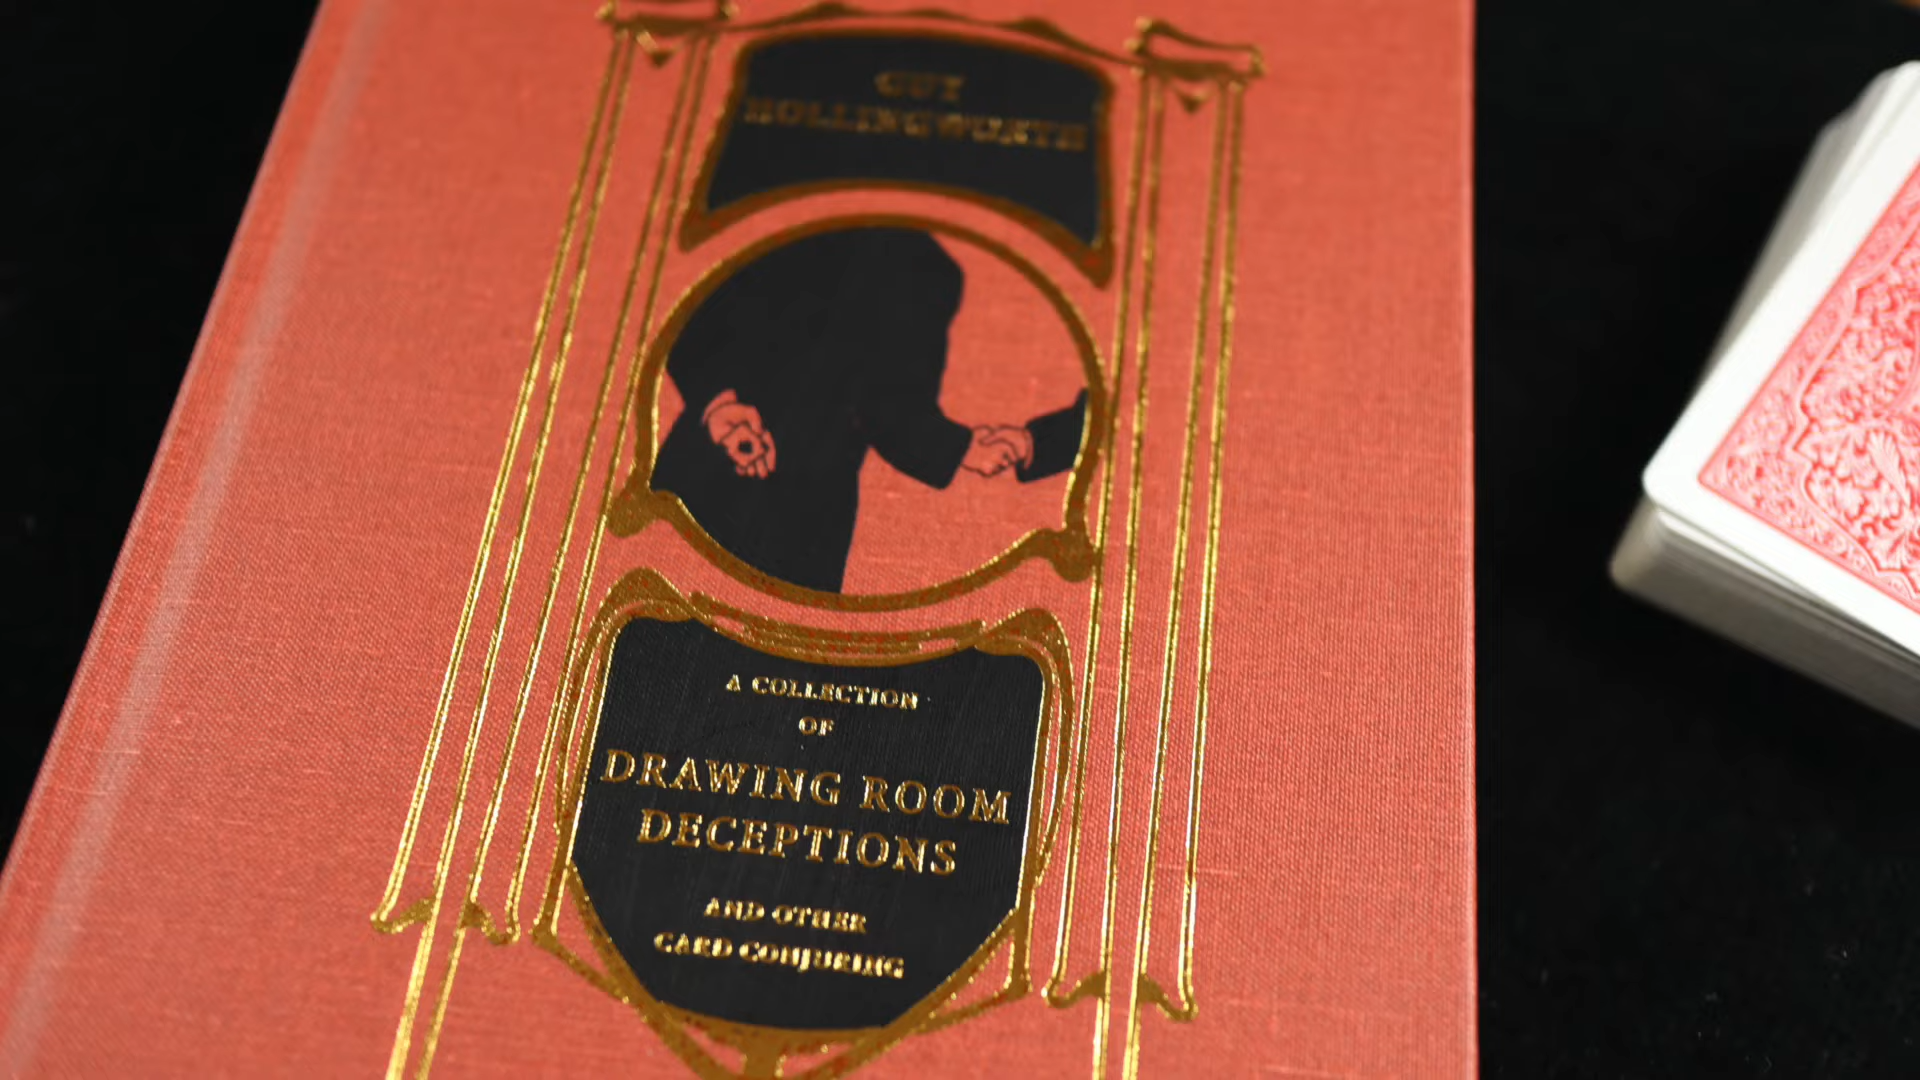 GUY
HOLLINGWORTH
A COLLECTION
OF
DRAWING ROOM
DECEPTIONS
AND OTHER
CARD CONJURING